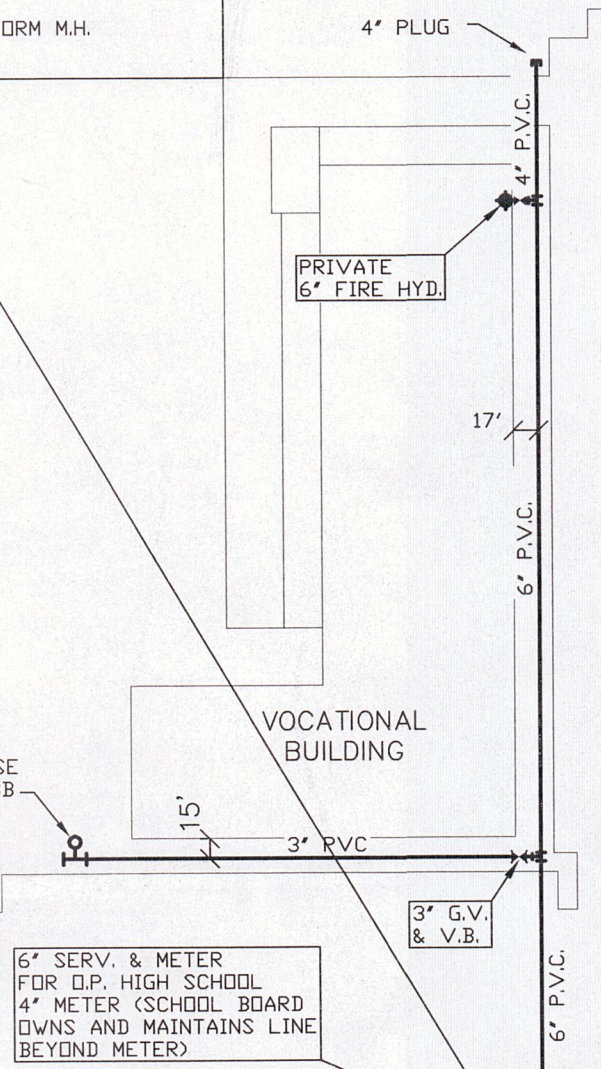 ORM M.H.
4" PLUG
4" P.V.C.
PRIVATE
6" FIRE HYD.
17'
6" P.V.C.
VOCATIONAL
BUILDING
SE
B
15'
3" PVC
3" G.V.
& V.B.
6" SERV. & METER
FOR O.P. HIGH SCHOOL
4" METER (SCHOOL BOARD
OWNS AND MAINTAINS LINE
BEYOND METER)
6" P.V.C.